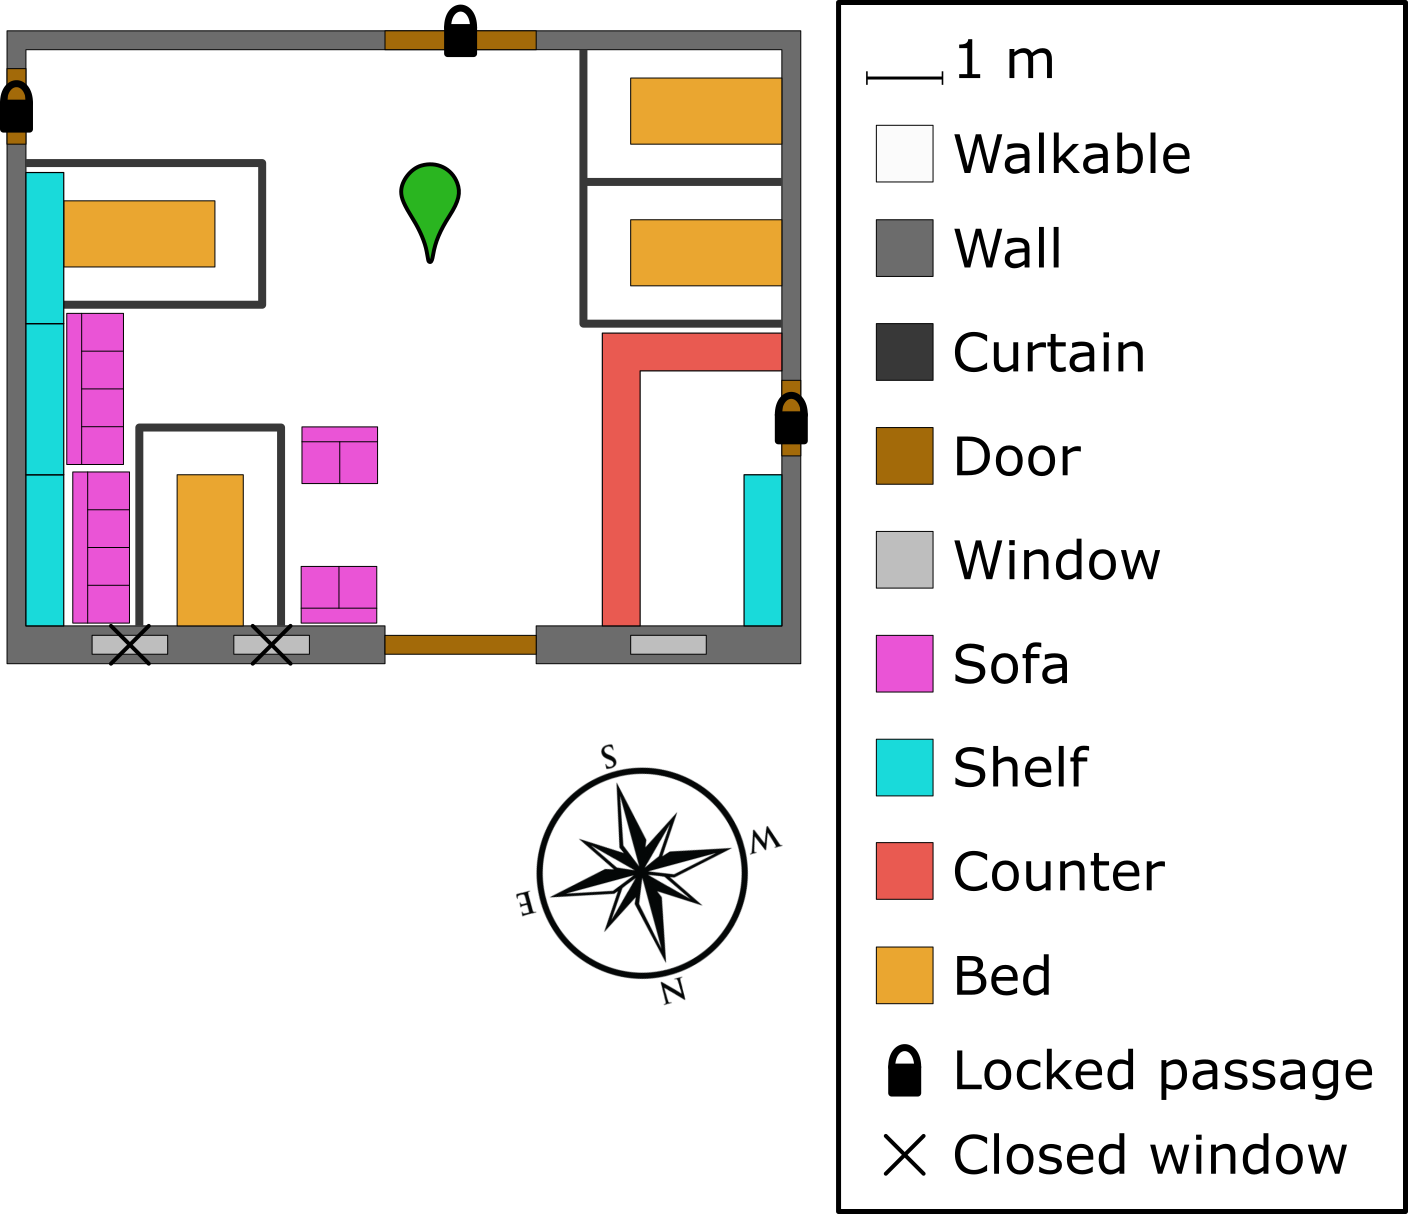 1 m
Walkable
Wall
Curtain
Door
Window
Sofa
Shelf
Counter
Bed
Locked passage
Closed window
S
W
E
N